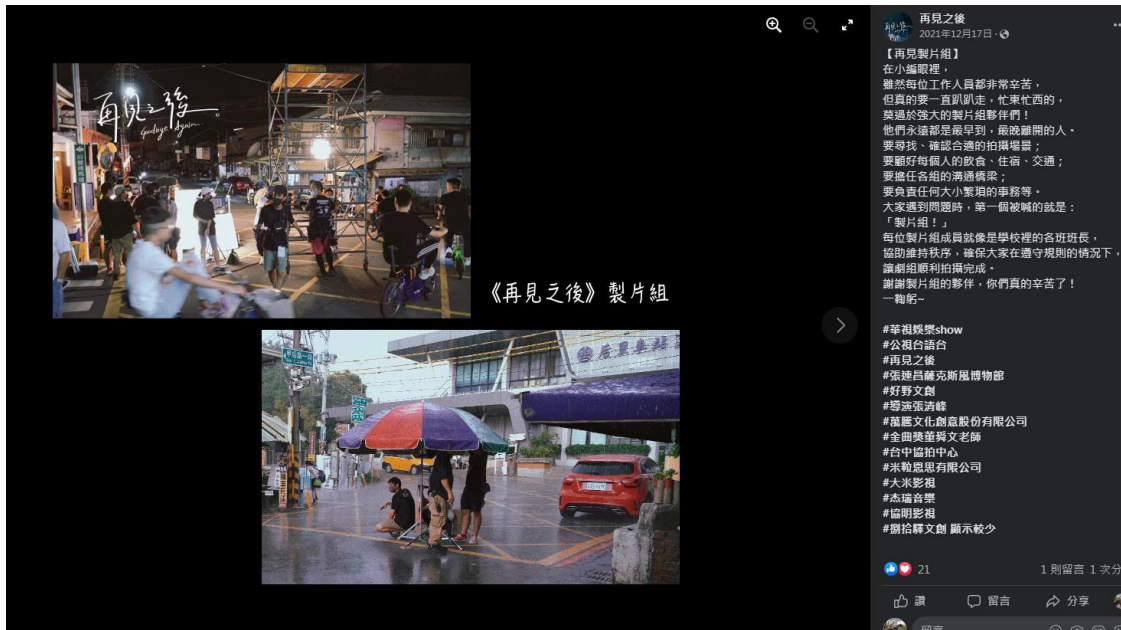 再見之後
Goodbye Again
《再見之後》製片組
后里車站
再見之後
2021年12月17日
【再見製片組】
在小編眼裡，
雖然每位工作人員都非常辛苦，
但真的要一直趴趴走，忙東忙西的，
莫過於強大的製片組夥伴們！
他們永遠都是最早到，最晚離開的人。
要尋找、確認合適的拍攝場景；
要顧好每個人的飲食、住宿、交通；
要擔任各組的溝通橋梁；
要負責任何大小繁瑣的事務等。
大家遇到問題時，第一個被喊的就是：
「製片組！」
每位製片組成員就像是學校裡的各班班長，
協助維持秩序，確保大家在遵守規則的情況下，
讓劇組順利拍攝完成。
謝謝製片組的夥伴，你們真的辛苦了！
一鞠躬~
#華視娛樂show
#公視台語台
#再見之後
#張連昌薩克斯風博物館
#好野文創
#導演張清峰
#萬騰文化創意股份有限公司
#金曲獎董舜文老師
#台中協拍中心
#米粒恩思有限公司
#大米影視
#杰瑞音樂
#協明影視
#捌拾驛文創 顯示較少
21
1 則留言 1 次分
讚
留言
分享
留言